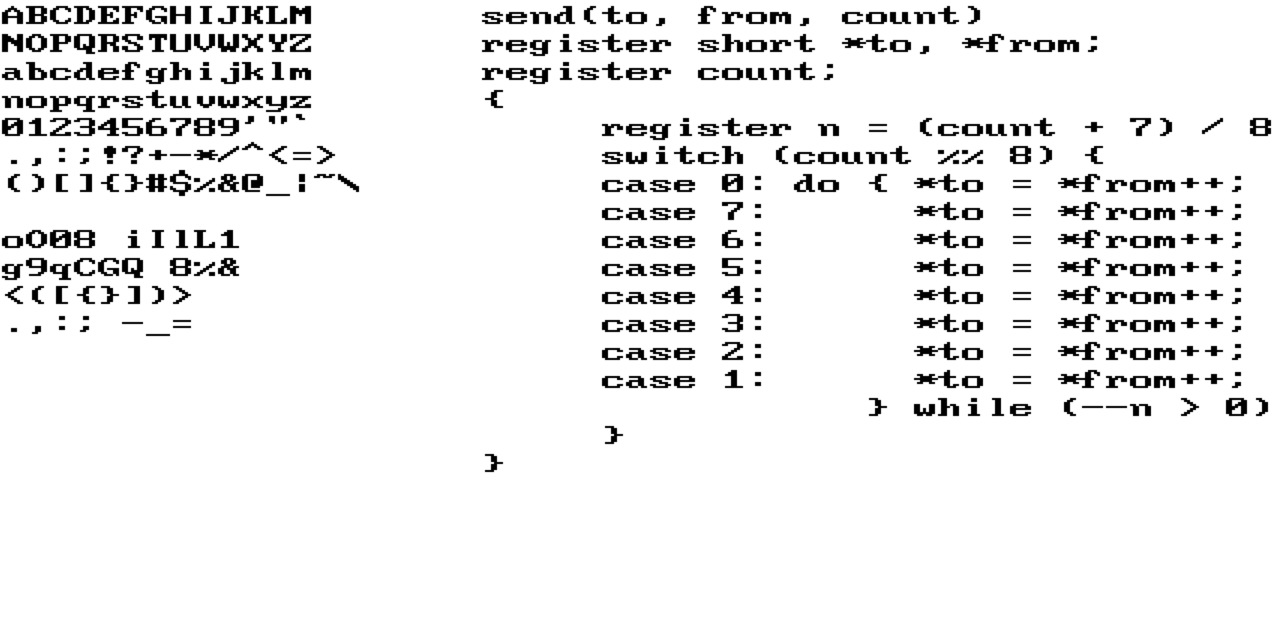 ABCDEFGHIJKLM
NOPQRSTUVWXYZ
abcdefghijklm
nopqrstuvwxyz
0123456789'"`
.,:;!?+-*/^<=>
()[]{}#$%&@_¦~\
oO08 iIlL1
g9qCGQ 8%&
<([{}])>
.,:; -_=
send(to, from, count)
register short *to, *from;
register count;
{
    register n = (count + 7) / 8
    switch (count %% 8) {
    case 0: do { *to = *from++;
    case 7:      *to = *from++;
    case 6:      *to = *from++;
    case 5:      *to = *from++;
    case 4:      *to = *from++;
    case 3:      *to = *from++;
    case 2:      *to = *from++;
    case 1:      *to = *from++;
             } while (--n > 0)
    }
}